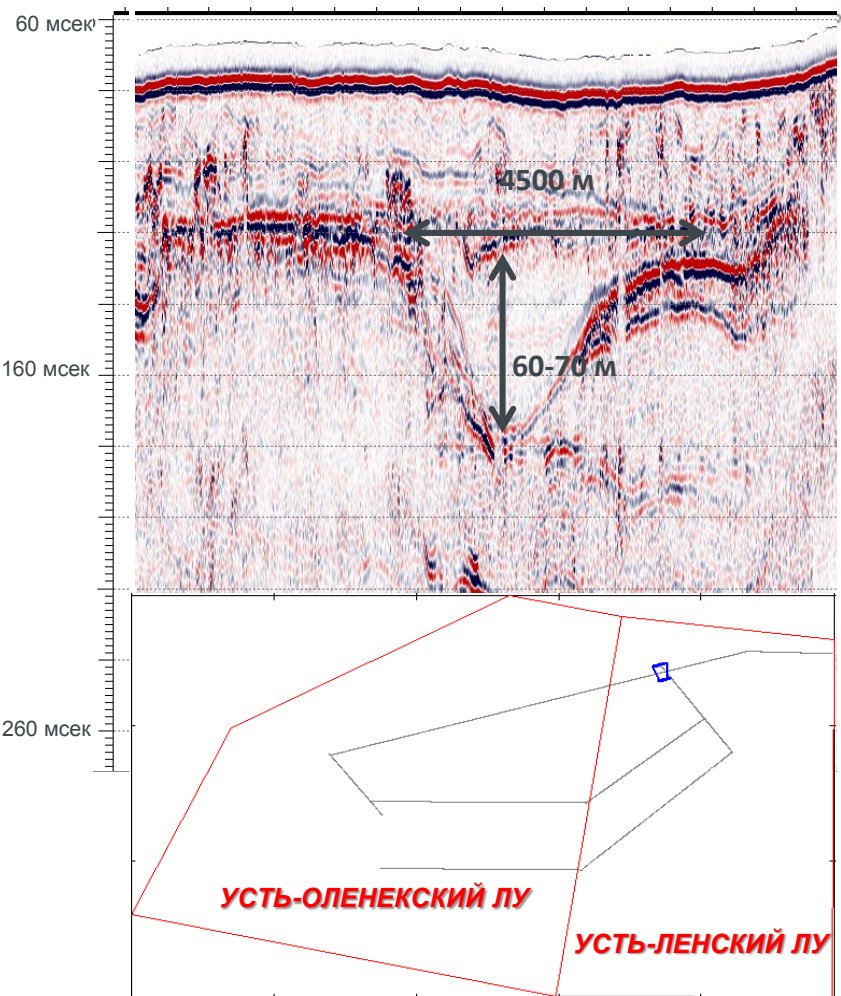 60 мсек
4500 м
160 мсек
60-70 м
260 мсек
УСТЬ-ОЛЕНЕКСКИЙ ЛУ
УСТЬ-ЛЕНСКИЙ ЛУ